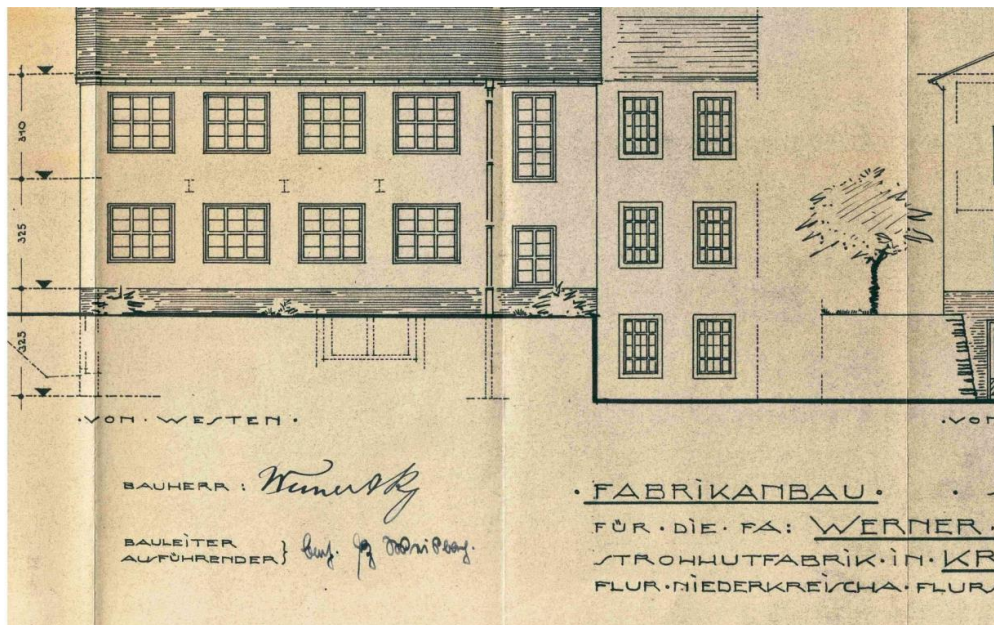 310
325
325
·VON·WESTEN·
·VON
BAUHERR:
BAULEITER
AUSFÜHRENDER}
·FABRIKANBAU·
FÜR·DIE·FA: WERNER·
STROHHUTFABRIK·IN·KR
FLUR·NIEDERKREISCHA·FLURS